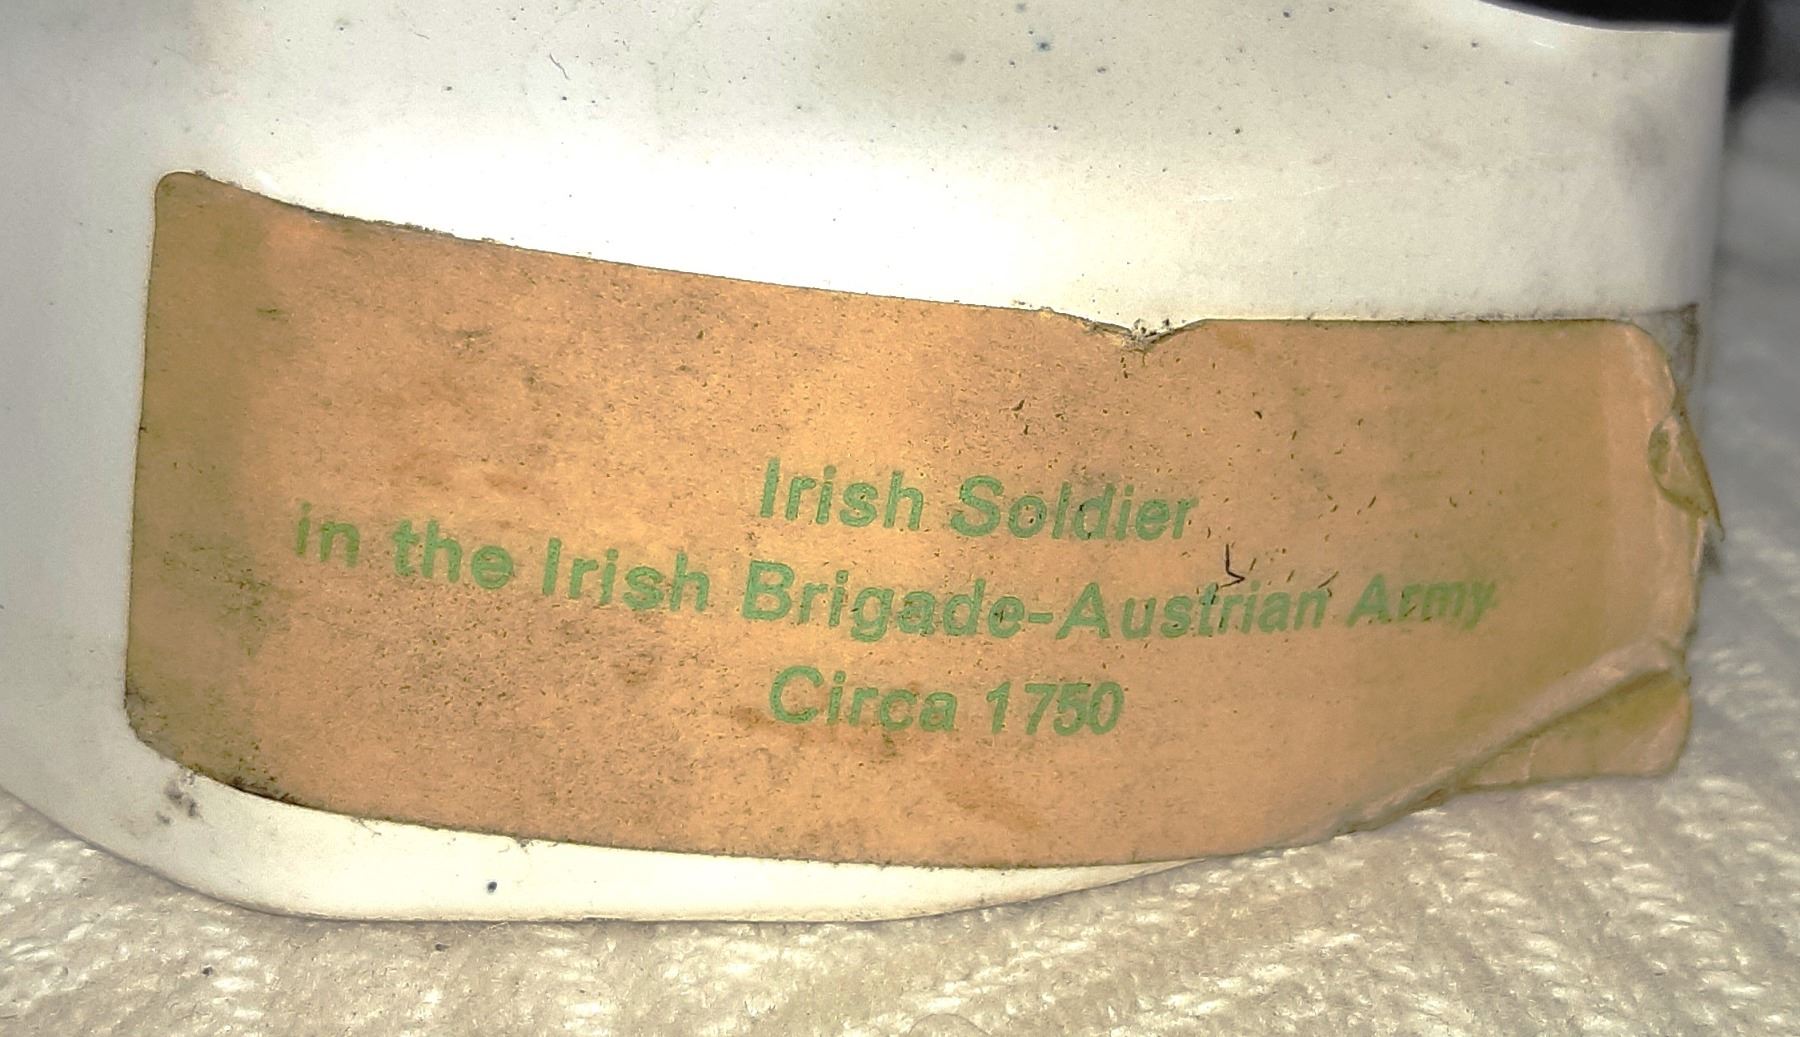 Irish Soldier
in the Irish Brigade-Austrian Army
Circa 1750